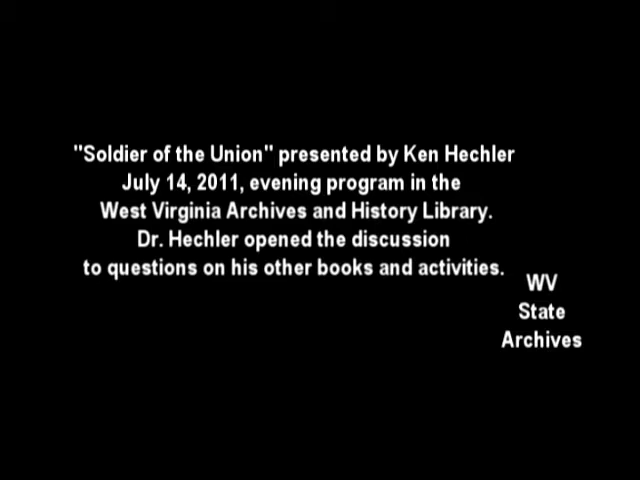 "Soldier of the Union" presented by Ken Hechler
July 14, 2011, evening program in the
West Virginia Archives and History Library.
Dr. Hechler opened the discussion
to questions on his other books and activities.
WV
State
Archives